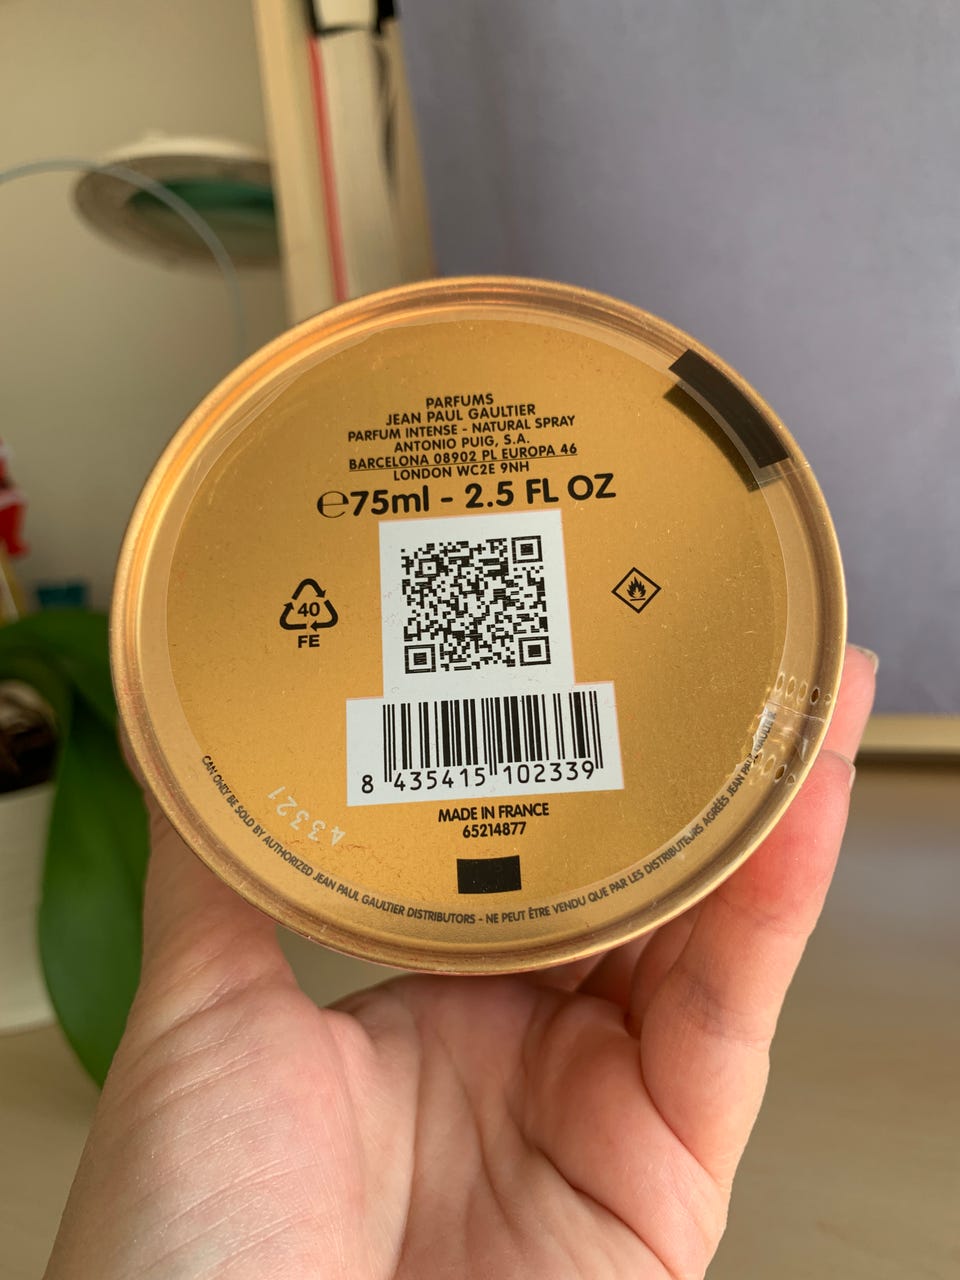 PARFUMS
JEAN PAUL GAULTIER
PARFUM INTENSE - NATURAL SPRAY
ANTONIO PUIG, S.A.
BARCELONA 08902 PL EUROPA 46
LONDON WC2E 9NH
℮75ml - 2.5 FL OZ
40
FE
8 435415 102339
MADE IN FRANCE
65214877
43321
CAN ONLY BE SOLD BY AUTHORIZED JEAN PAUL GAULTIER DISTRIBUTORS - NE PEUT ÊTRE VENDU QUE PAR LES DISTRIBUTEURS AGRÉÉS JEAN PAUL GAULTIER